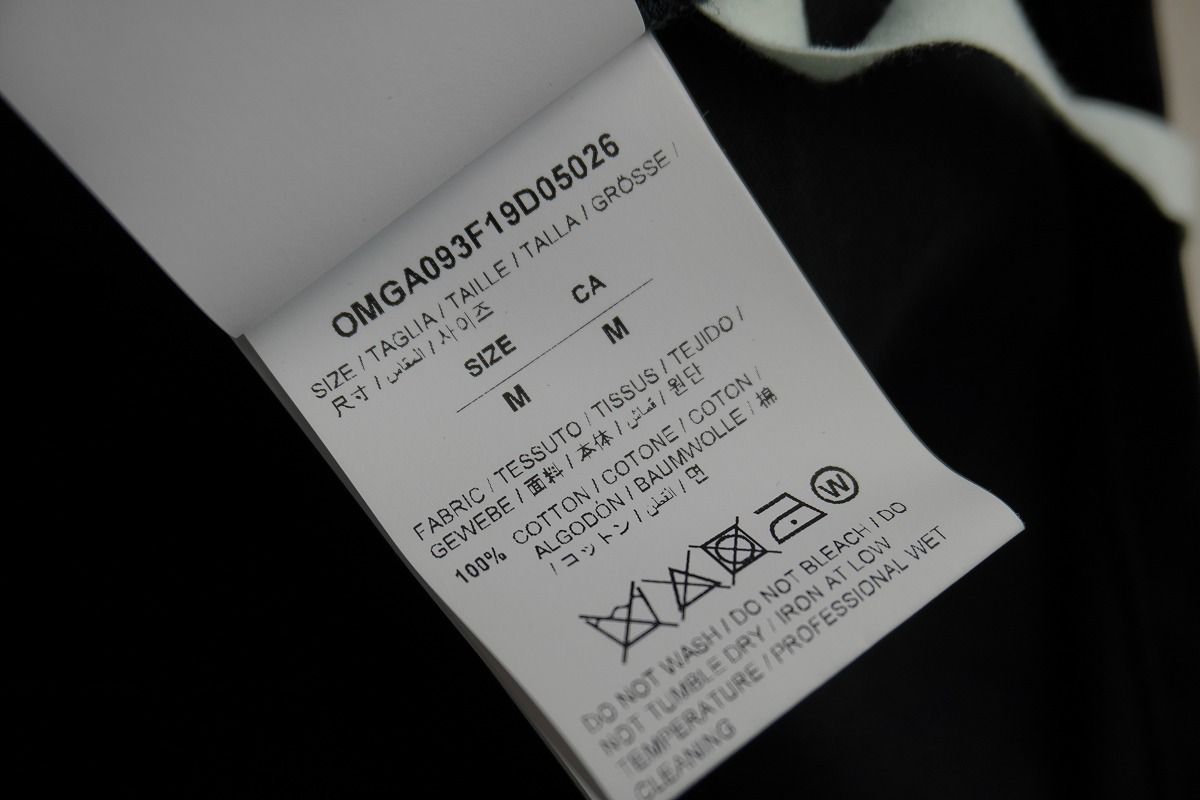 OMGA093F19D05026
SIZE / TAGLIA / TAILLE / TALLA / GRÖSSE /
尺寸 / المقاس / 사이즈
SIZE CA
M M
FABRIC / TESSUTO / TISSUS / TEJIDO /
GEWEBE / 面料 / 本体 / قماش / 원단
100% COTTON / COTONE / COTON /
ALGODÓN / BAUMWOLLE / 棉
/ コットン / القطن / 면
W
DO NOT WASH / DO NOT BLEACH / DO
NOT TUMBLE DRY / IRON AT LOW
TEMPERATURE / PROFESSIONAL WET
CLEANING